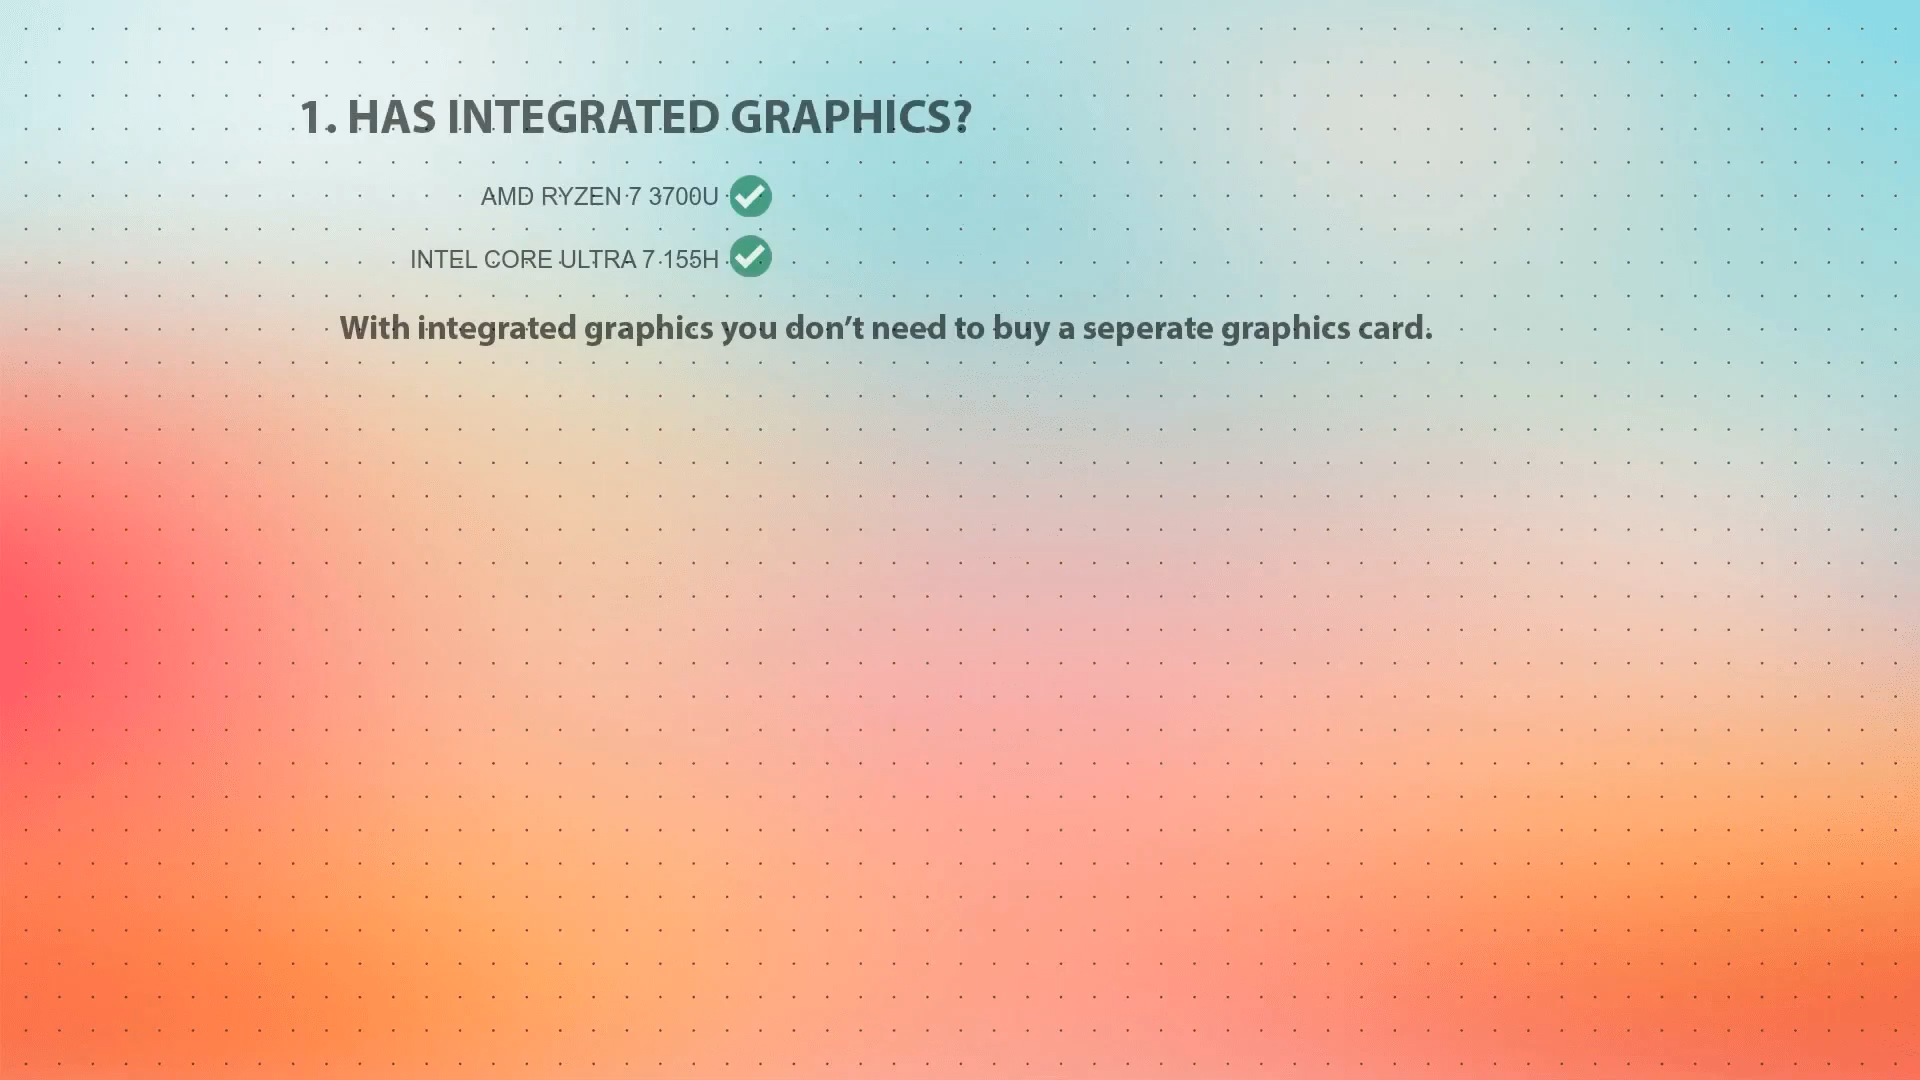 1. HAS INTEGRATED GRAPHICS?
AMD RYZEN 7 3700U
INTEL CORE ULTRA 7 155H
With integrated graphics you don’t need to buy a seperate graphics card.